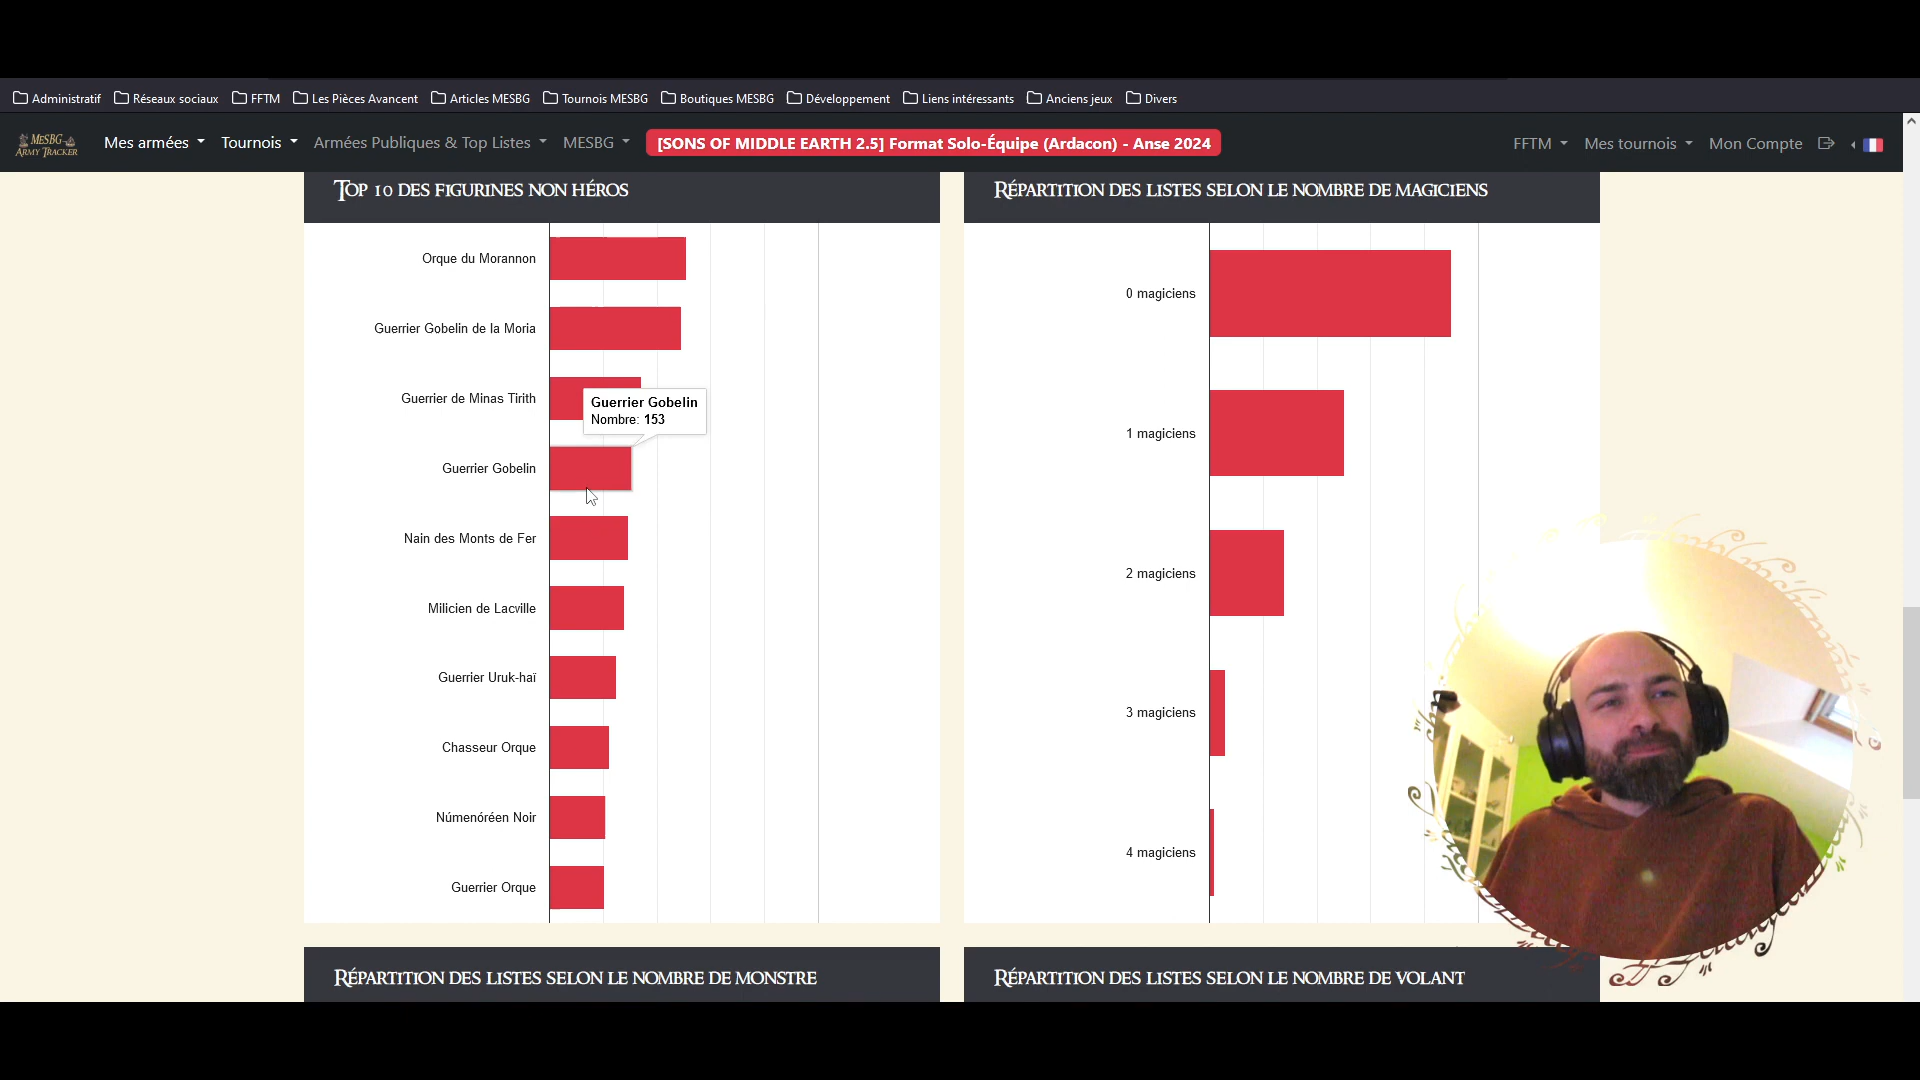 Administratif
Réseaux sociaux
FFTM
Les Pièces Avancent
Articles MESBG
Tournois MESBG
Boutiques MESBG
Développement
Liens intéressants
Anciens jeux
Divers
MESBG
ARMY TRACKER
Mes armées
Tournois
Armées Publiques & Top Listes
MESBG
[SONS OF MIDDLE EARTH 2.5] Format Solo-Équipe (Ardacon) - Anse 2024
FFTM
Mes tournois
Mon Compte
Top 10 des figurines non héros
Orque du Morannon
Guerrier Gobelin de la Moria
Guerrier de Minas Tirith
Guerrier Gobelin
Nombre: 153
Guerrier Gobelin
Nain des Monts de Fer
Milicien de Lacville
Guerrier Uruk-haï
Chasseur Orque
Númenóréen Noir
Guerrier Orque
Répartition des listes selon le nombre de magiciens
0 magiciens
1 magiciens
2 magiciens
3 magiciens
4 magiciens
Répartition des listes selon le nombre de monstre
Répartition des listes selon le nombre de volant